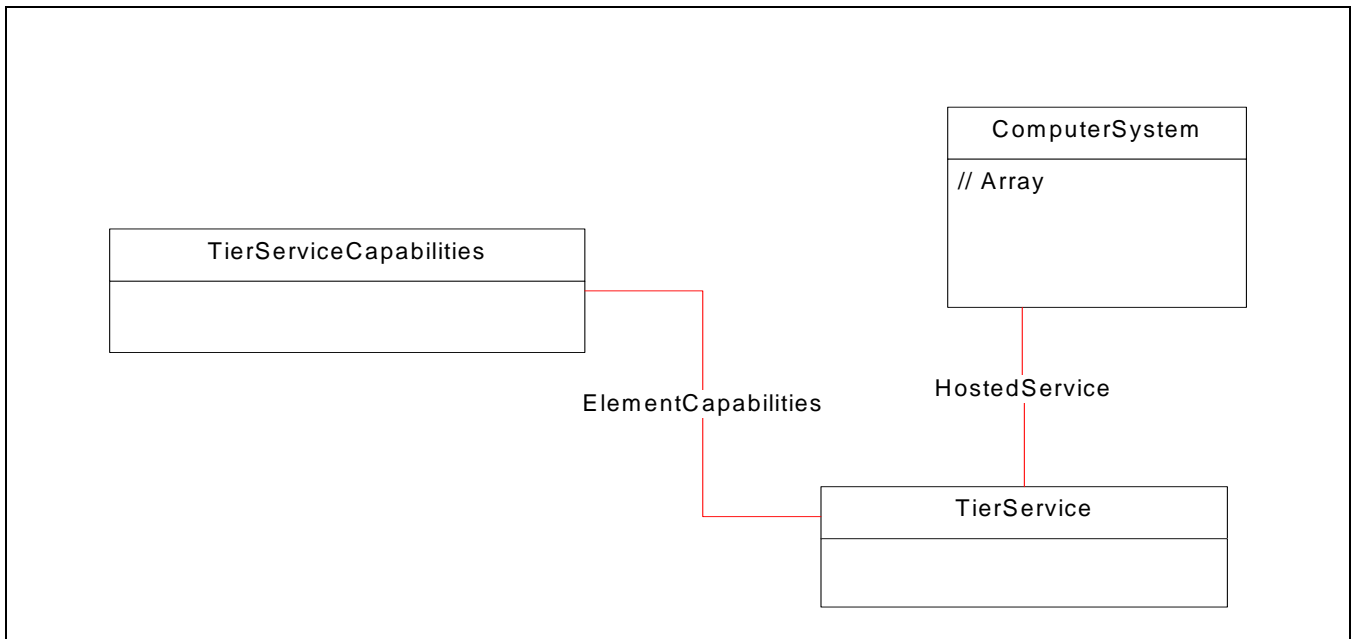 ComputerSystem
// Array
TierServiceCapabilities
HostedService
ElementCapabilities
TierService